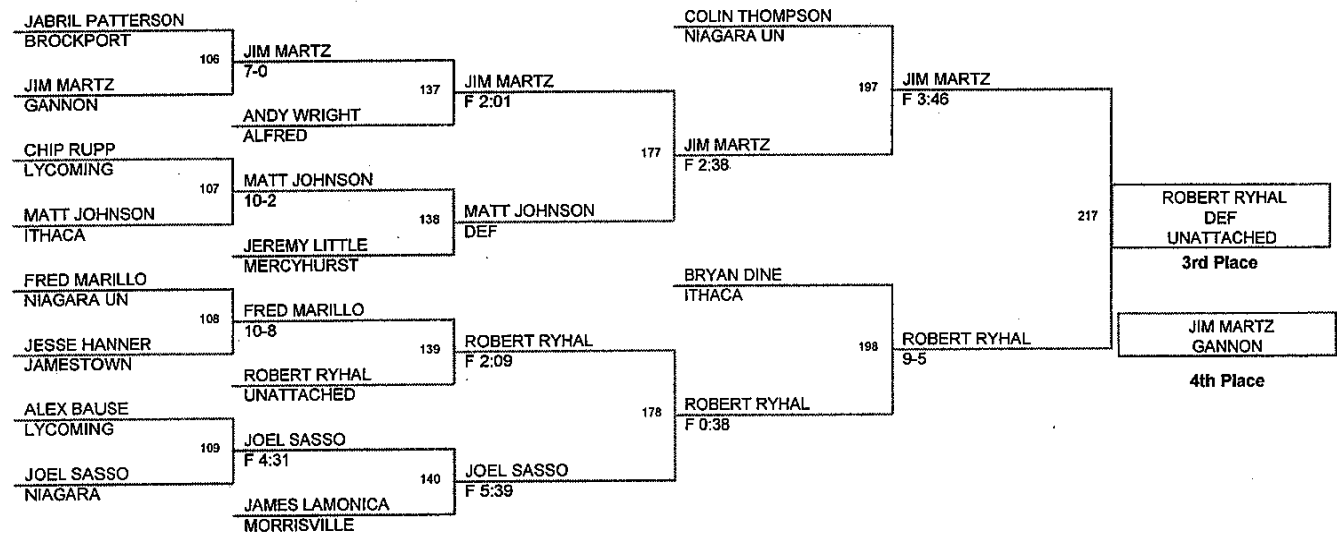 JABRIL PATTERSON
BROCKPORT
106
JIM MARTZ
GANNON
CHIP RUPP
LYCOMING
107
MATT JOHNSON
ITHACA
FRED MARILLO
NIAGARA UN
108
JESSE HANNER
JAMESTOWN
ALEX BAUSE
LYCOMING
109
JOEL SASSO
NIAGARA
JIM MARTZ
7-0
137
ANDY WRIGHT
ALFRED
MATT JOHNSON
10-2
138
JEREMY LITTLE
MERCYHURST
FRED MARILLO
10-8
139
ROBERT RYHAL
UNATTACHED
JOEL SASSO
F 4:31
140
JAMES LAMONICA
MORRISVILLE
JIM MARTZ
F 2:01
177
MATT JOHNSON
DEF
ROBERT RYHAL
F 2:09
178
JOEL SASSO
F 5:39
COLIN THOMPSON
NIAGARA UN
197
JIM MARTZ
F 2:38
BRYAN DINE
ITHACA
198
ROBERT RYHAL
F 0:38
JIM MARTZ
F 3:46
217
ROBERT RYHAL
9-5
ROBERT RYHAL
DEF
UNATTACHED
3rd Place
JIM MARTZ
GANNON
4th Place